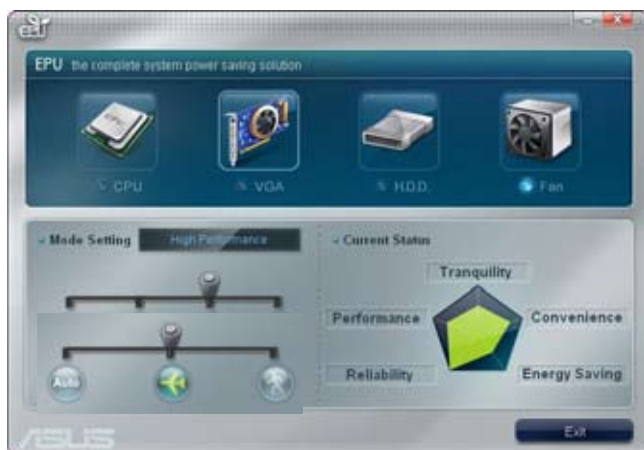 EPU the complete system power saving solution
EPU
CPU
VGA
H.D.D.
Fan
Mode Setting High Performance
Current Status
Tranquility
Performance
Convenience
Reliability
Energy Saving
Auto
ASUS
Exit